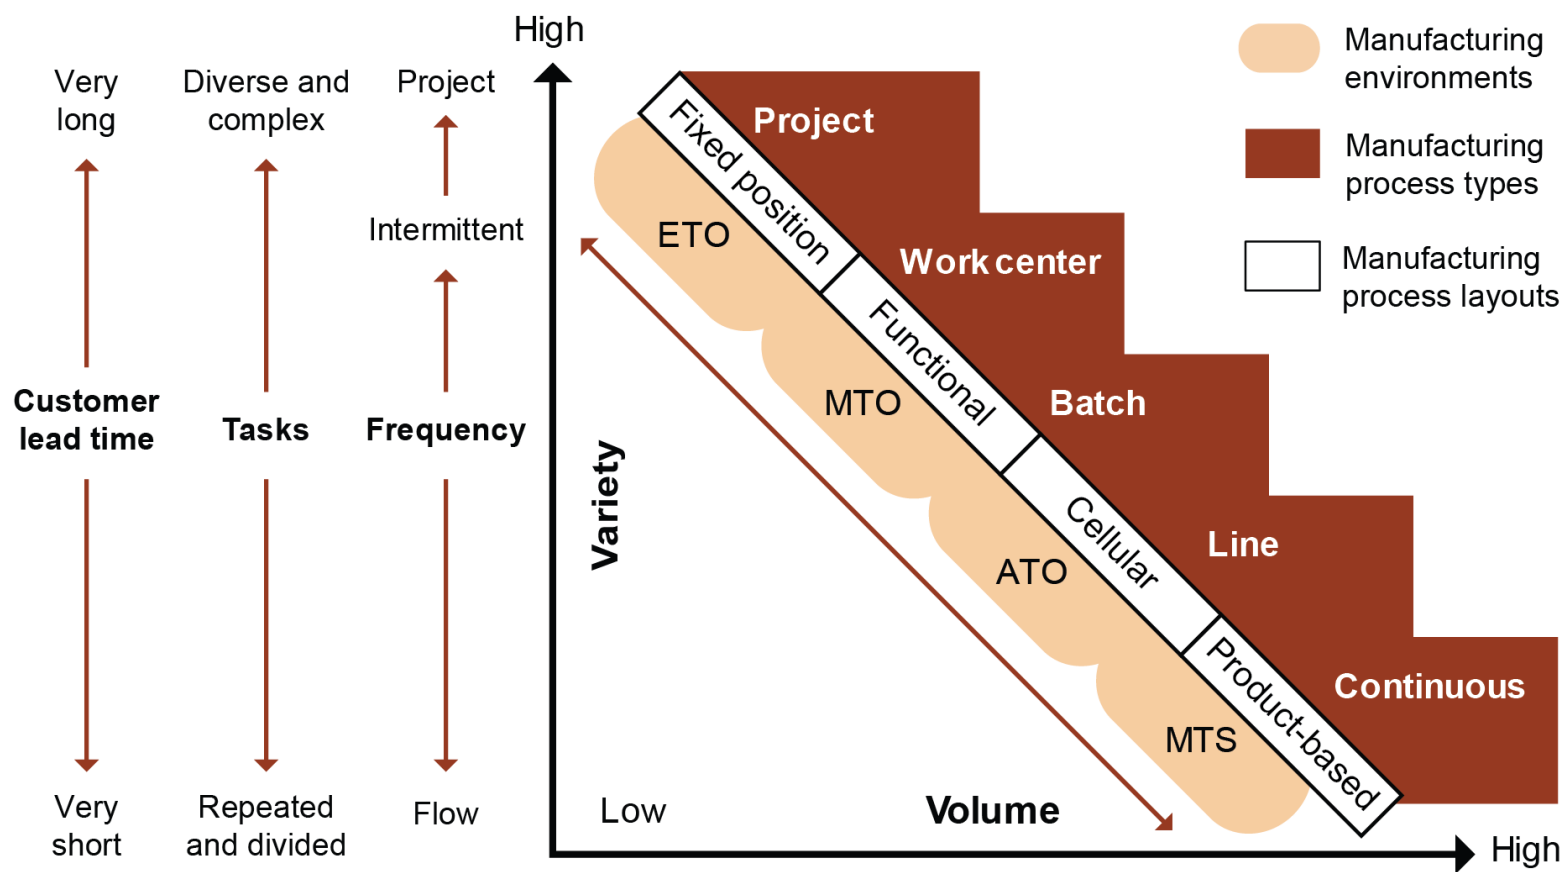 High
Very
long
Diverse and
complex
Project
Intermittent
Customer
lead time
Tasks
Frequency
Very
short
Repeated
and divided
Flow
Variety
Low
Volume
High
Fixed position
Functional
Cellular
Product-based
ETO
MTO
ATO
MTS
Project
Work center
Batch
Line
Continuous
Manufacturing
environments
Manufacturing
process types
Manufacturing
process layouts